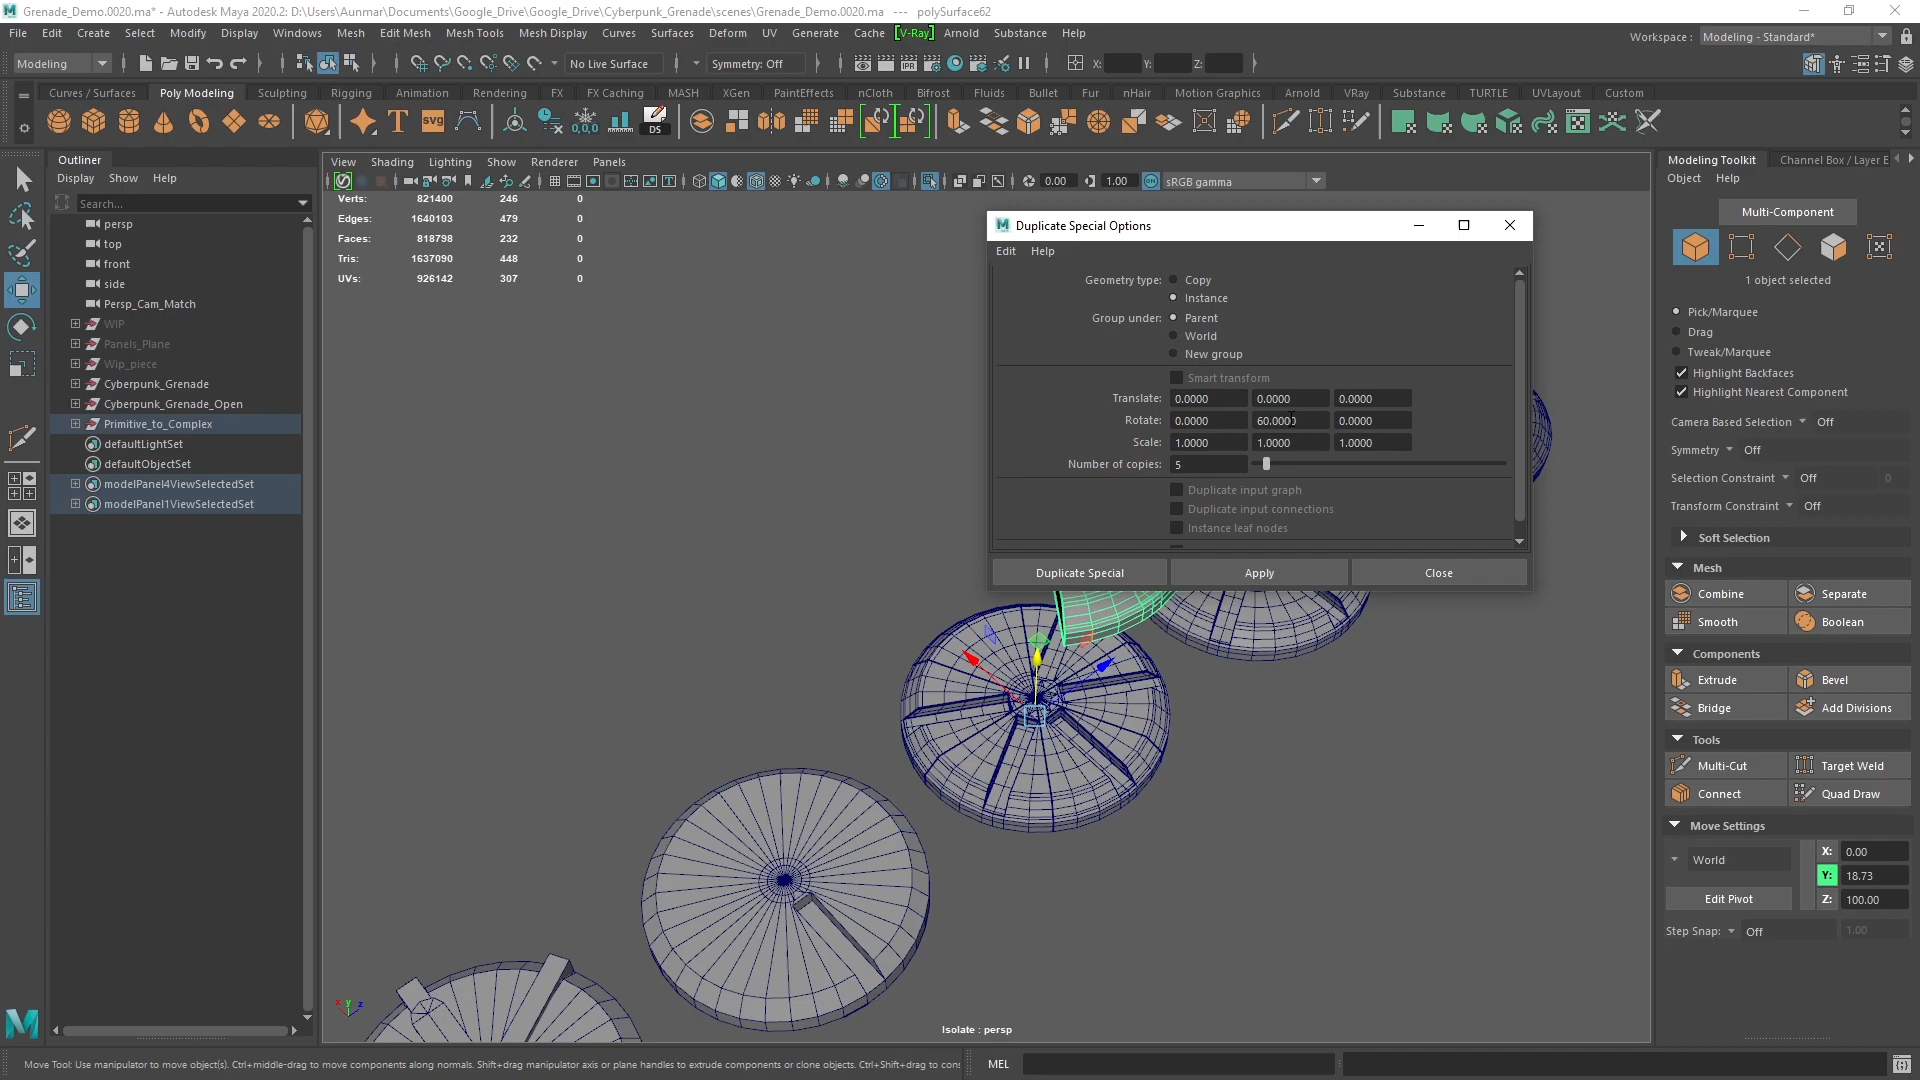 Grenade_Demo.0020.ma* - Autodesk Maya 2020.2: D:\Users\Aunmar\Documents\Google_Drive\Google_Drive\Cyberpunk_Grenade\scenes\Grenade_Demo.0020.ma --- polySurface62
File Edit Create Select Modify Display Windows Mesh Edit Mesh Mesh Tools Mesh Display Curves Surfaces Deform UV Generate Cache [V-Ray] Arnold Substance Help
Workspace : Modeling - Standard*
Modeling No Live Surface Symmetry: Off IPR X: Y: Z:
Curves / Surfaces Poly Modeling Sculpting Rigging Animation Rendering FX FX Caching MASH XGen PaintEffects nCloth Bifrost Fluids Bullet Fur nHair Motion Graphics Arnold VRay Substance TURTLE UVLayout Custom
T SVG 0,0,0 DS
Outliner
Display Show Help
Search...
persp
top
front
side
Persp_Cam_Match
WIP
Panels_Plane
Wip_piece
Cyberpunk_Grenade
Cyberpunk_Grenade_Open
Primitive_to_Complex
defaultLightSet
defaultObjectSet
modelPanel4ViewSelectedSet
modelPanel1ViewSelectedSet
View Shading Lighting Show Renderer Panels
0.00 1.00 sRGB gamma
Verts: 821400 246 0
Edges: 1640103 479 0
Faces: 818798 232 0
Tris: 1637090 448 0
UVs: 926142 307 0
Duplicate Special Options
Edit Help
Geometry type: Copy
Instance
Group under: Parent
World
New group
Smart transform
Translate: 0.0000 0.0000 0.0000
Rotate: 0.0000 60.0000 0.0000
Scale: 1.0000 1.0000 1.0000
Number of copies: 5
Duplicate input graph
Duplicate input connections
Instance leaf nodes
Duplicate Special Apply Close
Isolate : persp
Modeling Toolkit Channel Box / Layer E
Object Help
Multi-Component
1 object selected
Pick/Marquee
Drag
Tweak/Marquee
Highlight Backfaces
Highlight Nearest Component
Camera Based Selection Off
Symmetry Off
Selection Constraint Off 0
Transform Constraint Off
Soft Selection
Mesh
Combine Separate
Smooth Boolean
Components
Extrude Bevel
Bridge Add Divisions
Tools
Multi-Cut Target Weld
Connect Quad Draw
Move Settings
World X: 0.00
Y: 18.73
Edit Pivot Z: 100.00
Step Snap: Off 1.00
Move Tool: Use manipulator to move object(s). Ctrl+middle-drag to move components along normals. Shift+drag manipulator axis or plane handles to extrude components or clone objects. Ctrl+Shift+drag to con
MEL